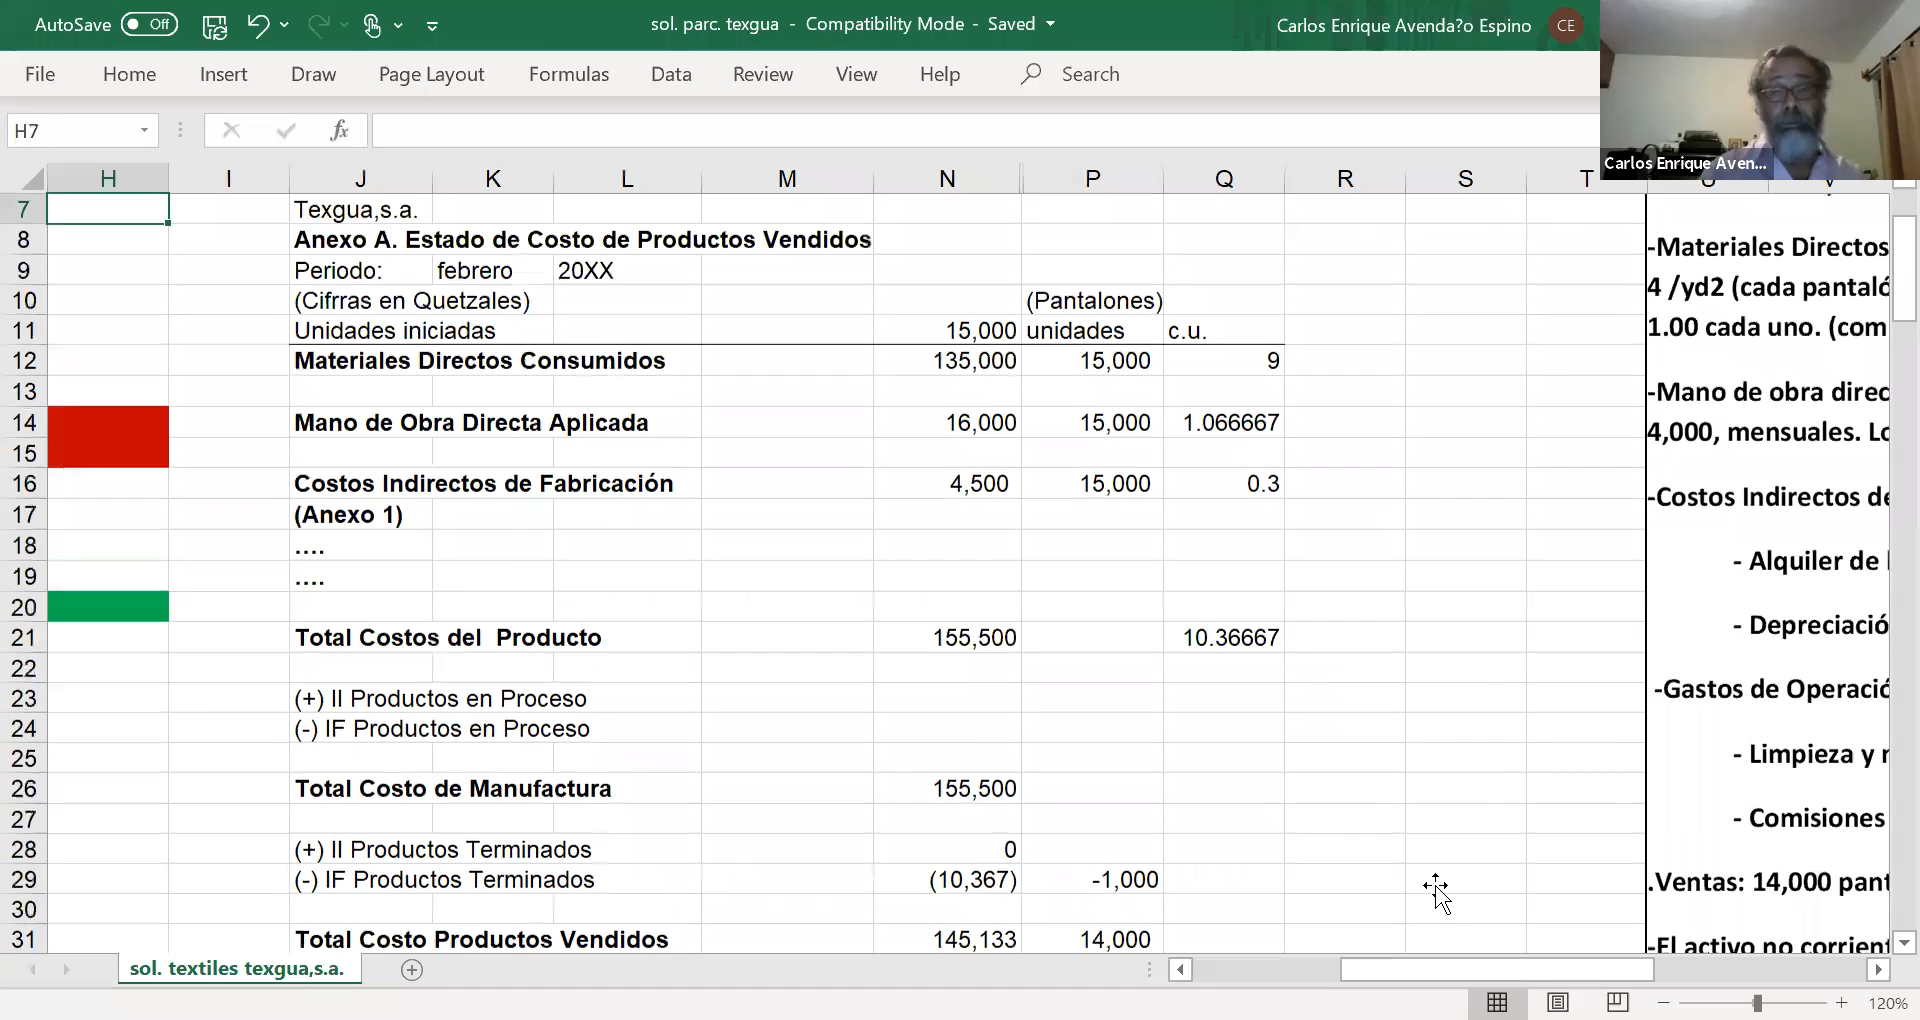 AutoSave Off sol. parc. texgua - Compatibility Mode - Saved Carlos Enrique Avenda?o Espino CE
File Home Insert Draw Page Layout Formulas Data Review View Help Search
H7 fx
Carlos Enrique Aven...
H I J K L M N P Q R S T
7 Texgua,s.a.
8 Anexo A. Estado de Costo de Productos Vendidos
9 Periodo: febrero 20XX
10 (Cifrras en Quetzales) (Pantalones)
11 Unidades iniciadas 15,000 unidades c.u.
12 Materiales Directos Consumidos 135,000 15,000 9
13
14 Mano de Obra Directa Aplicada 16,000 15,000 1.066667
15
16 Costos Indirectos de Fabricación 4,500 15,000 0.3
17 (Anexo 1)
18 ....
19 ....
20
21 Total Costos del Producto 155,500 10.36667
22
23 (+) II Productos en Proceso
24 (-) IF Productos en Proceso
25
26 Total Costo de Manufactura 155,500
27
28 (+) II Productos Terminados 0
29 (-) IF Productos Terminados (10,367) -1,000
30
31 Total Costo Productos Vendidos 145,133 14,000
-Materiales Directos
4 /yd2 (cada pantaló
1.00 cada uno. (com
-Mano de obra direc
4,000, mensuales. Lo
-Costos Indirectos de
- Alquiler de
- Depreciació
-Gastos de Operació
- Limpieza y
- Comisiones
.Ventas: 14,000 pant
-El activo no corrien
sol. textiles texgua,s.a.
120%